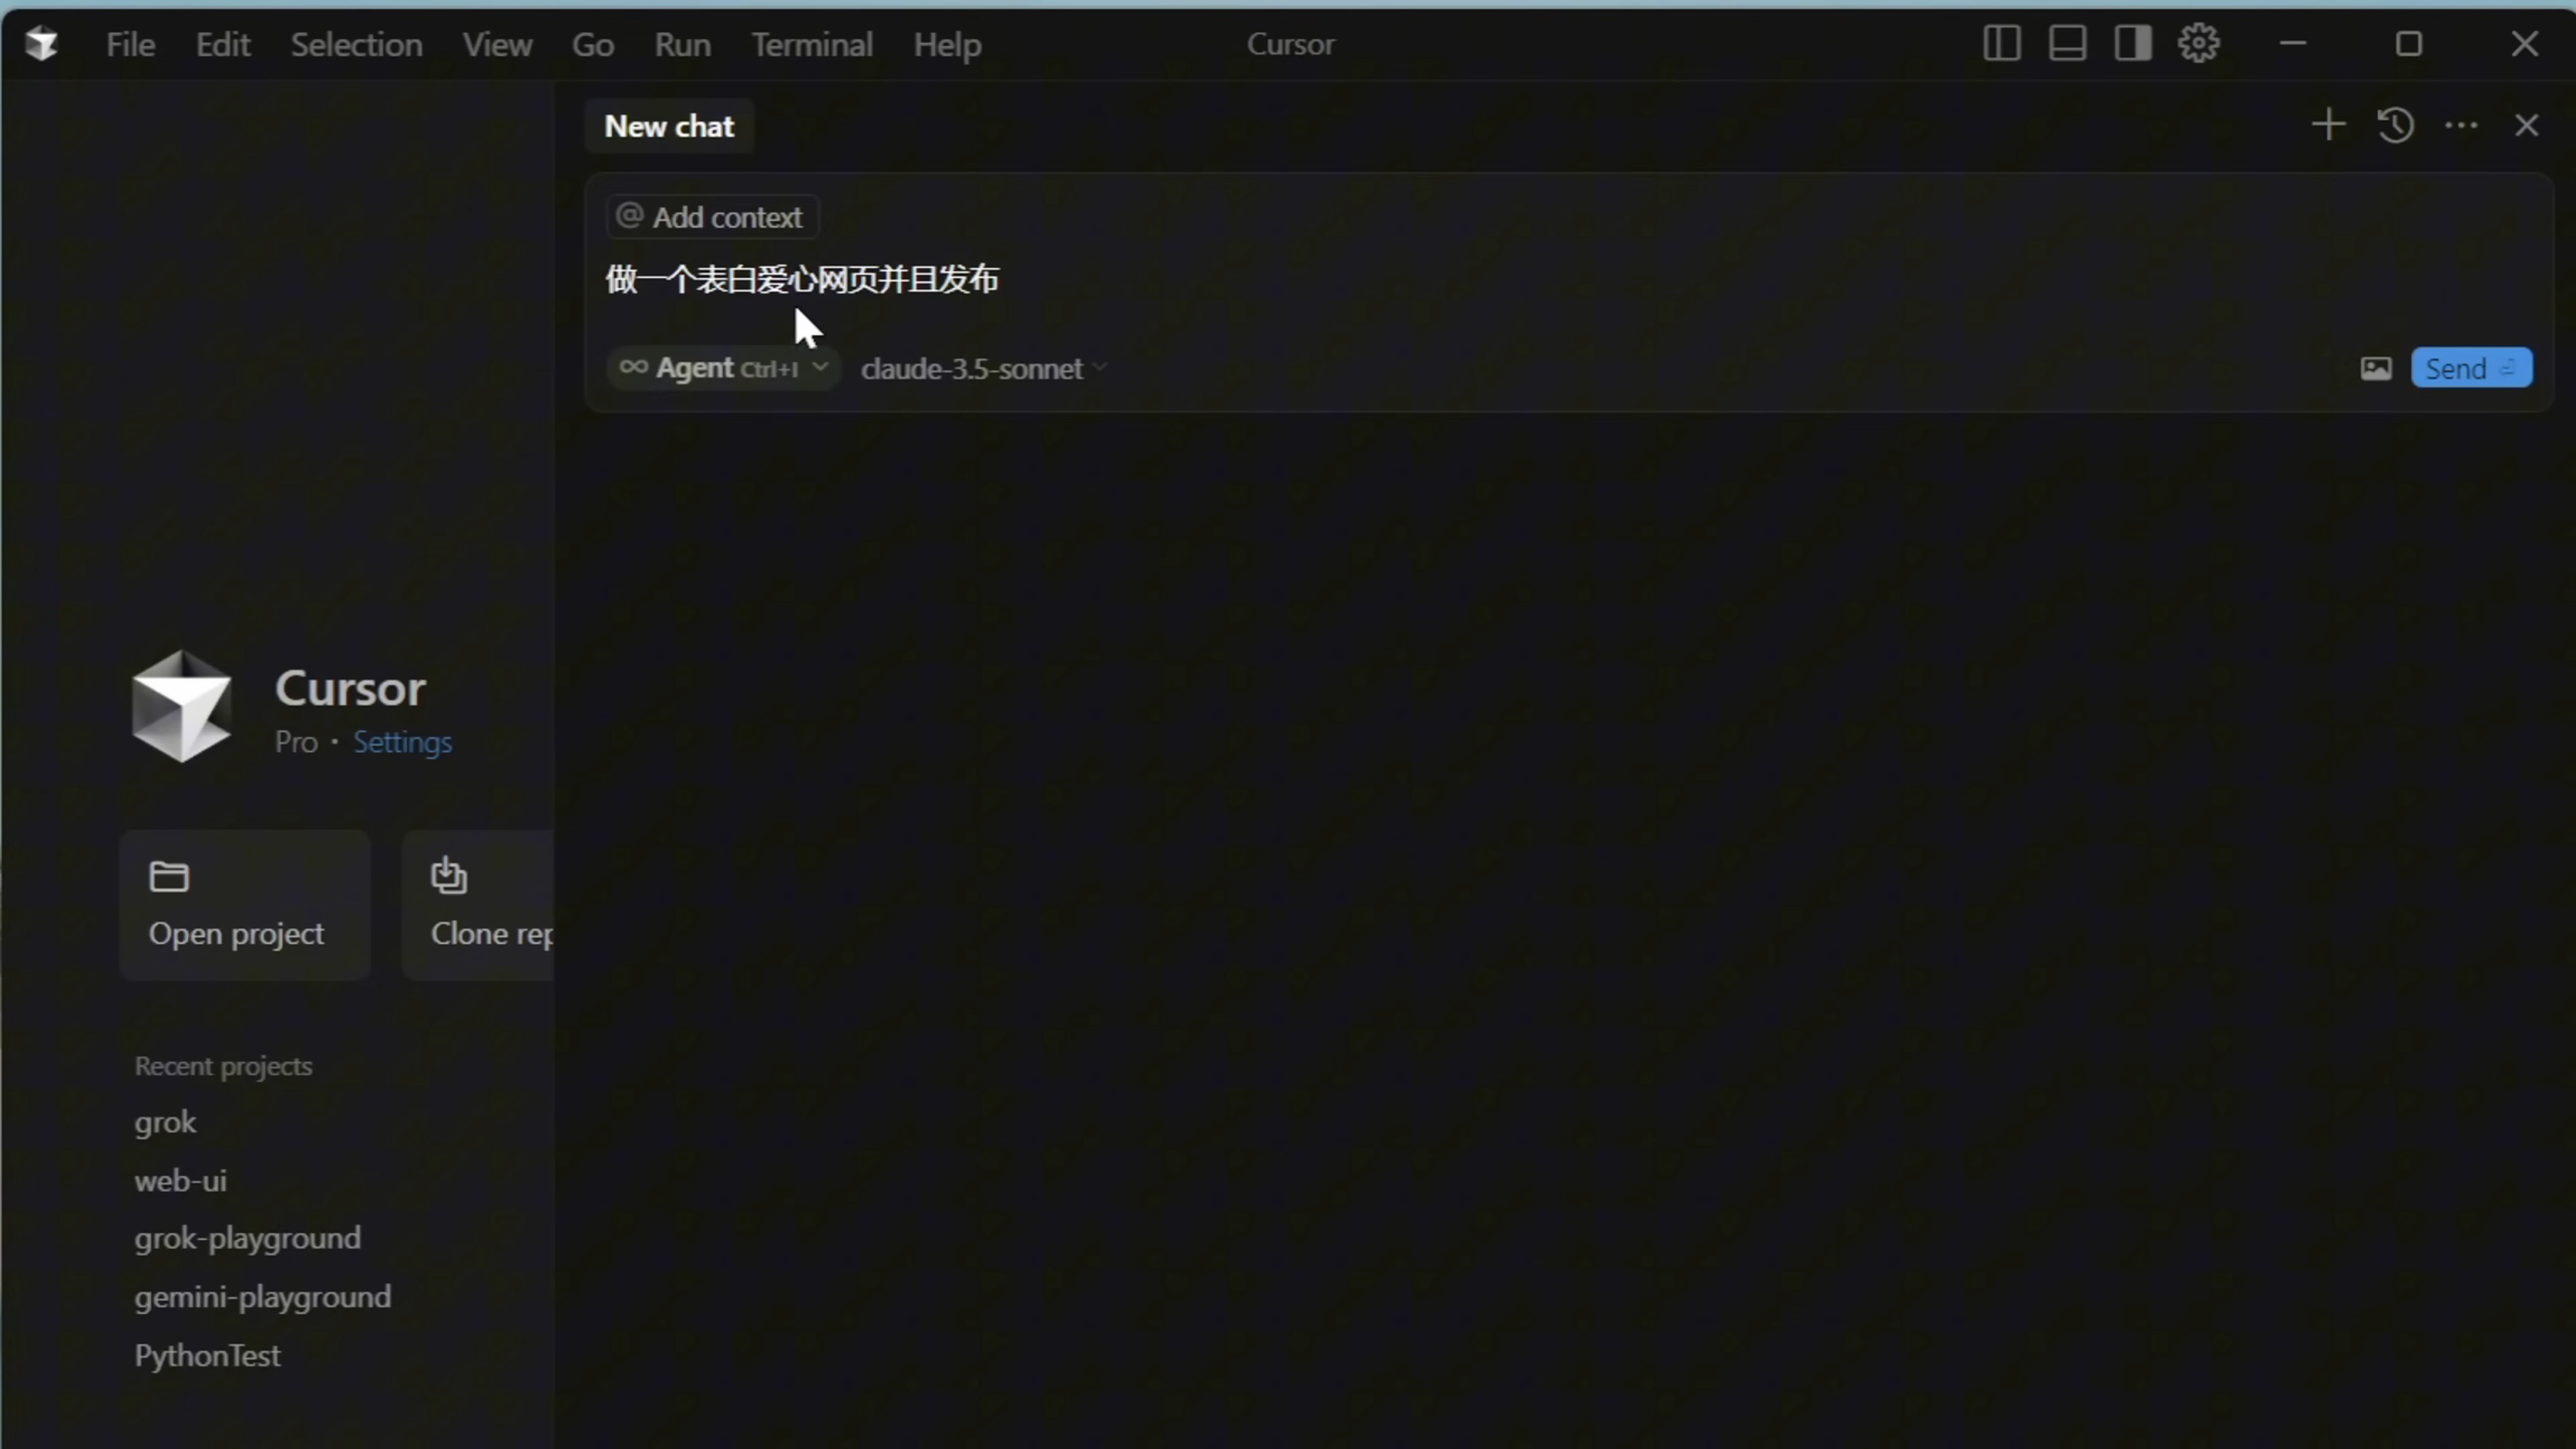 File Edit Selection View Go Run Terminal Help Cursor
New chat
@ Add context
做一个表白爱心网页并且发布
Agent Ctrl+I claude-3.5-sonnet Send
Cursor
Pro • Settings
Open project
Clone rep
Recent projects
grok
web-ui
grok-playground
gemini-playground
PythonTest